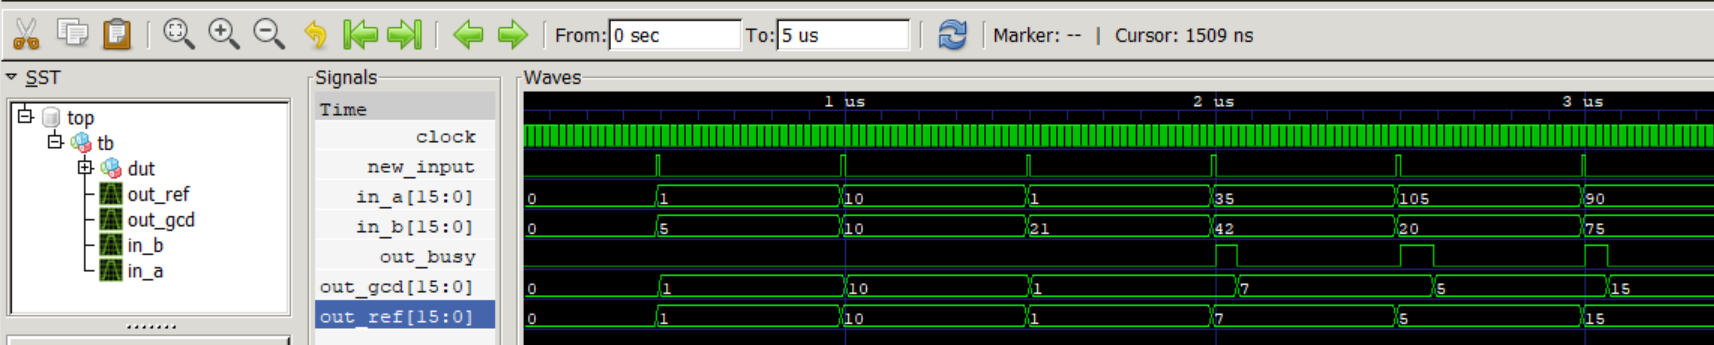 From: 0 sec To: 5 us Marker: -- | Cursor: 1509 ns
SST
top
tb
dut
out_ref
out_gcd
in_b
in_a
Signals
Time
clock
new_input
in_a[15:0]
in_b[15:0]
out_busy
out_gcd[15:0]
out_ref[15:0]
Waves
1 us 2 us 3 us
0 1 10 1 35 105 90
0 5 10 21 42 20 75
0 1 10 1 7 5 15
0 1 10 1 7 5 15